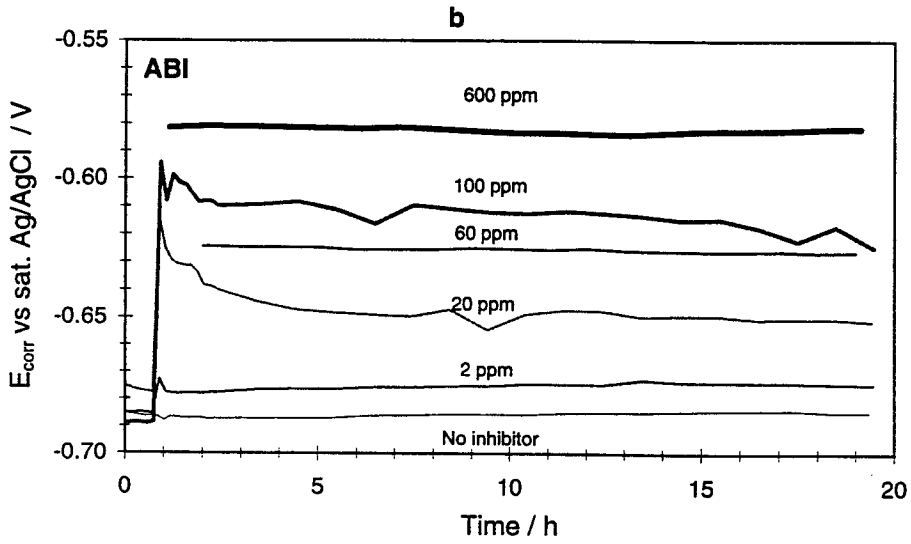 b
-0.55
ABI
600 ppm
-0.60
100 ppm
60 ppm
-0.65
20 ppm
2 ppm
No inhibitor
-0.70
0 5 10 15 20
Time / h
E_corr vs sat. Ag/AgCl / V